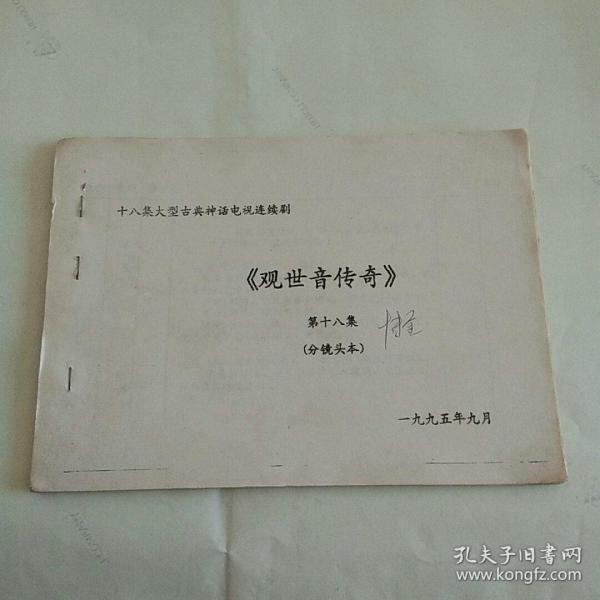 十八集大型古典神话电视连续剧
《观世音传奇》
第十八集
(分镜头本)
一九九五年九月
孔夫子旧书网
www.kongfz.com